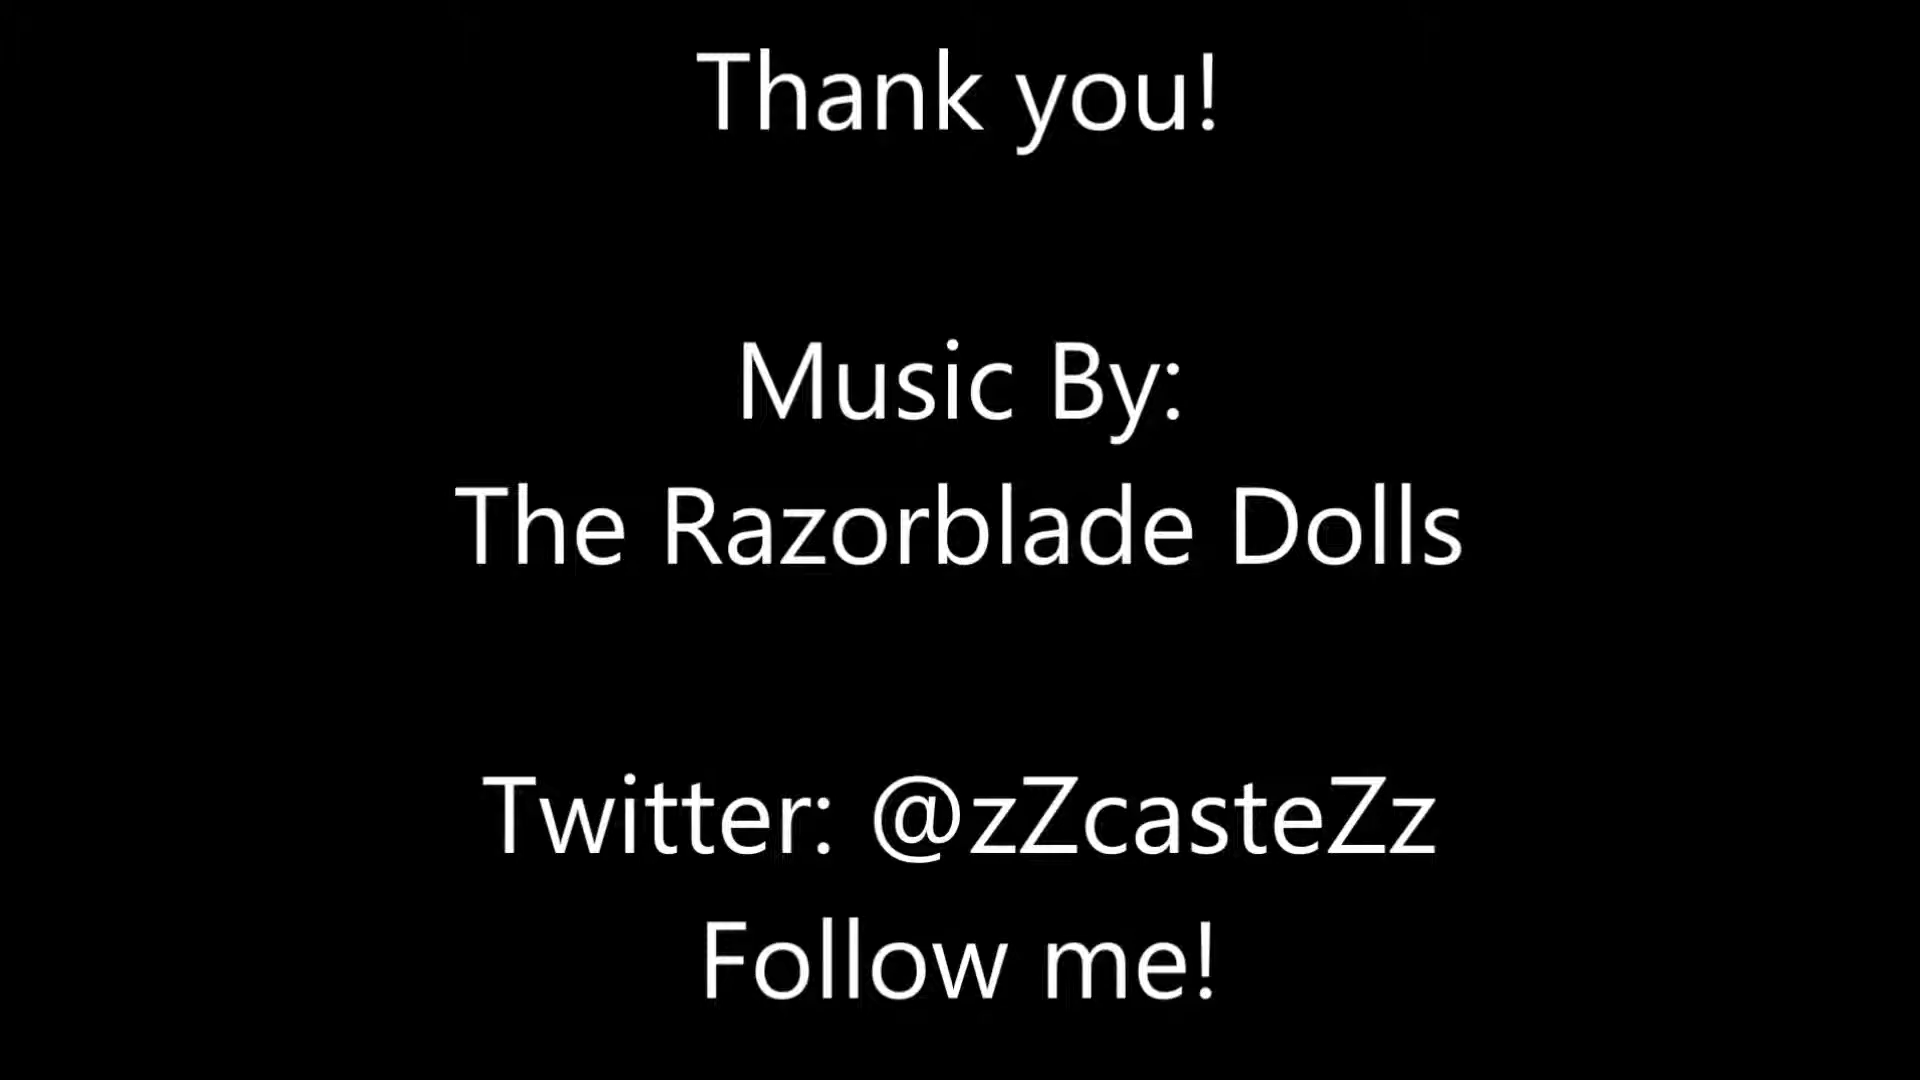 Thank you!
Music By:
The Razorblade Dolls
Twitter: @zZcasteZz
Follow me!